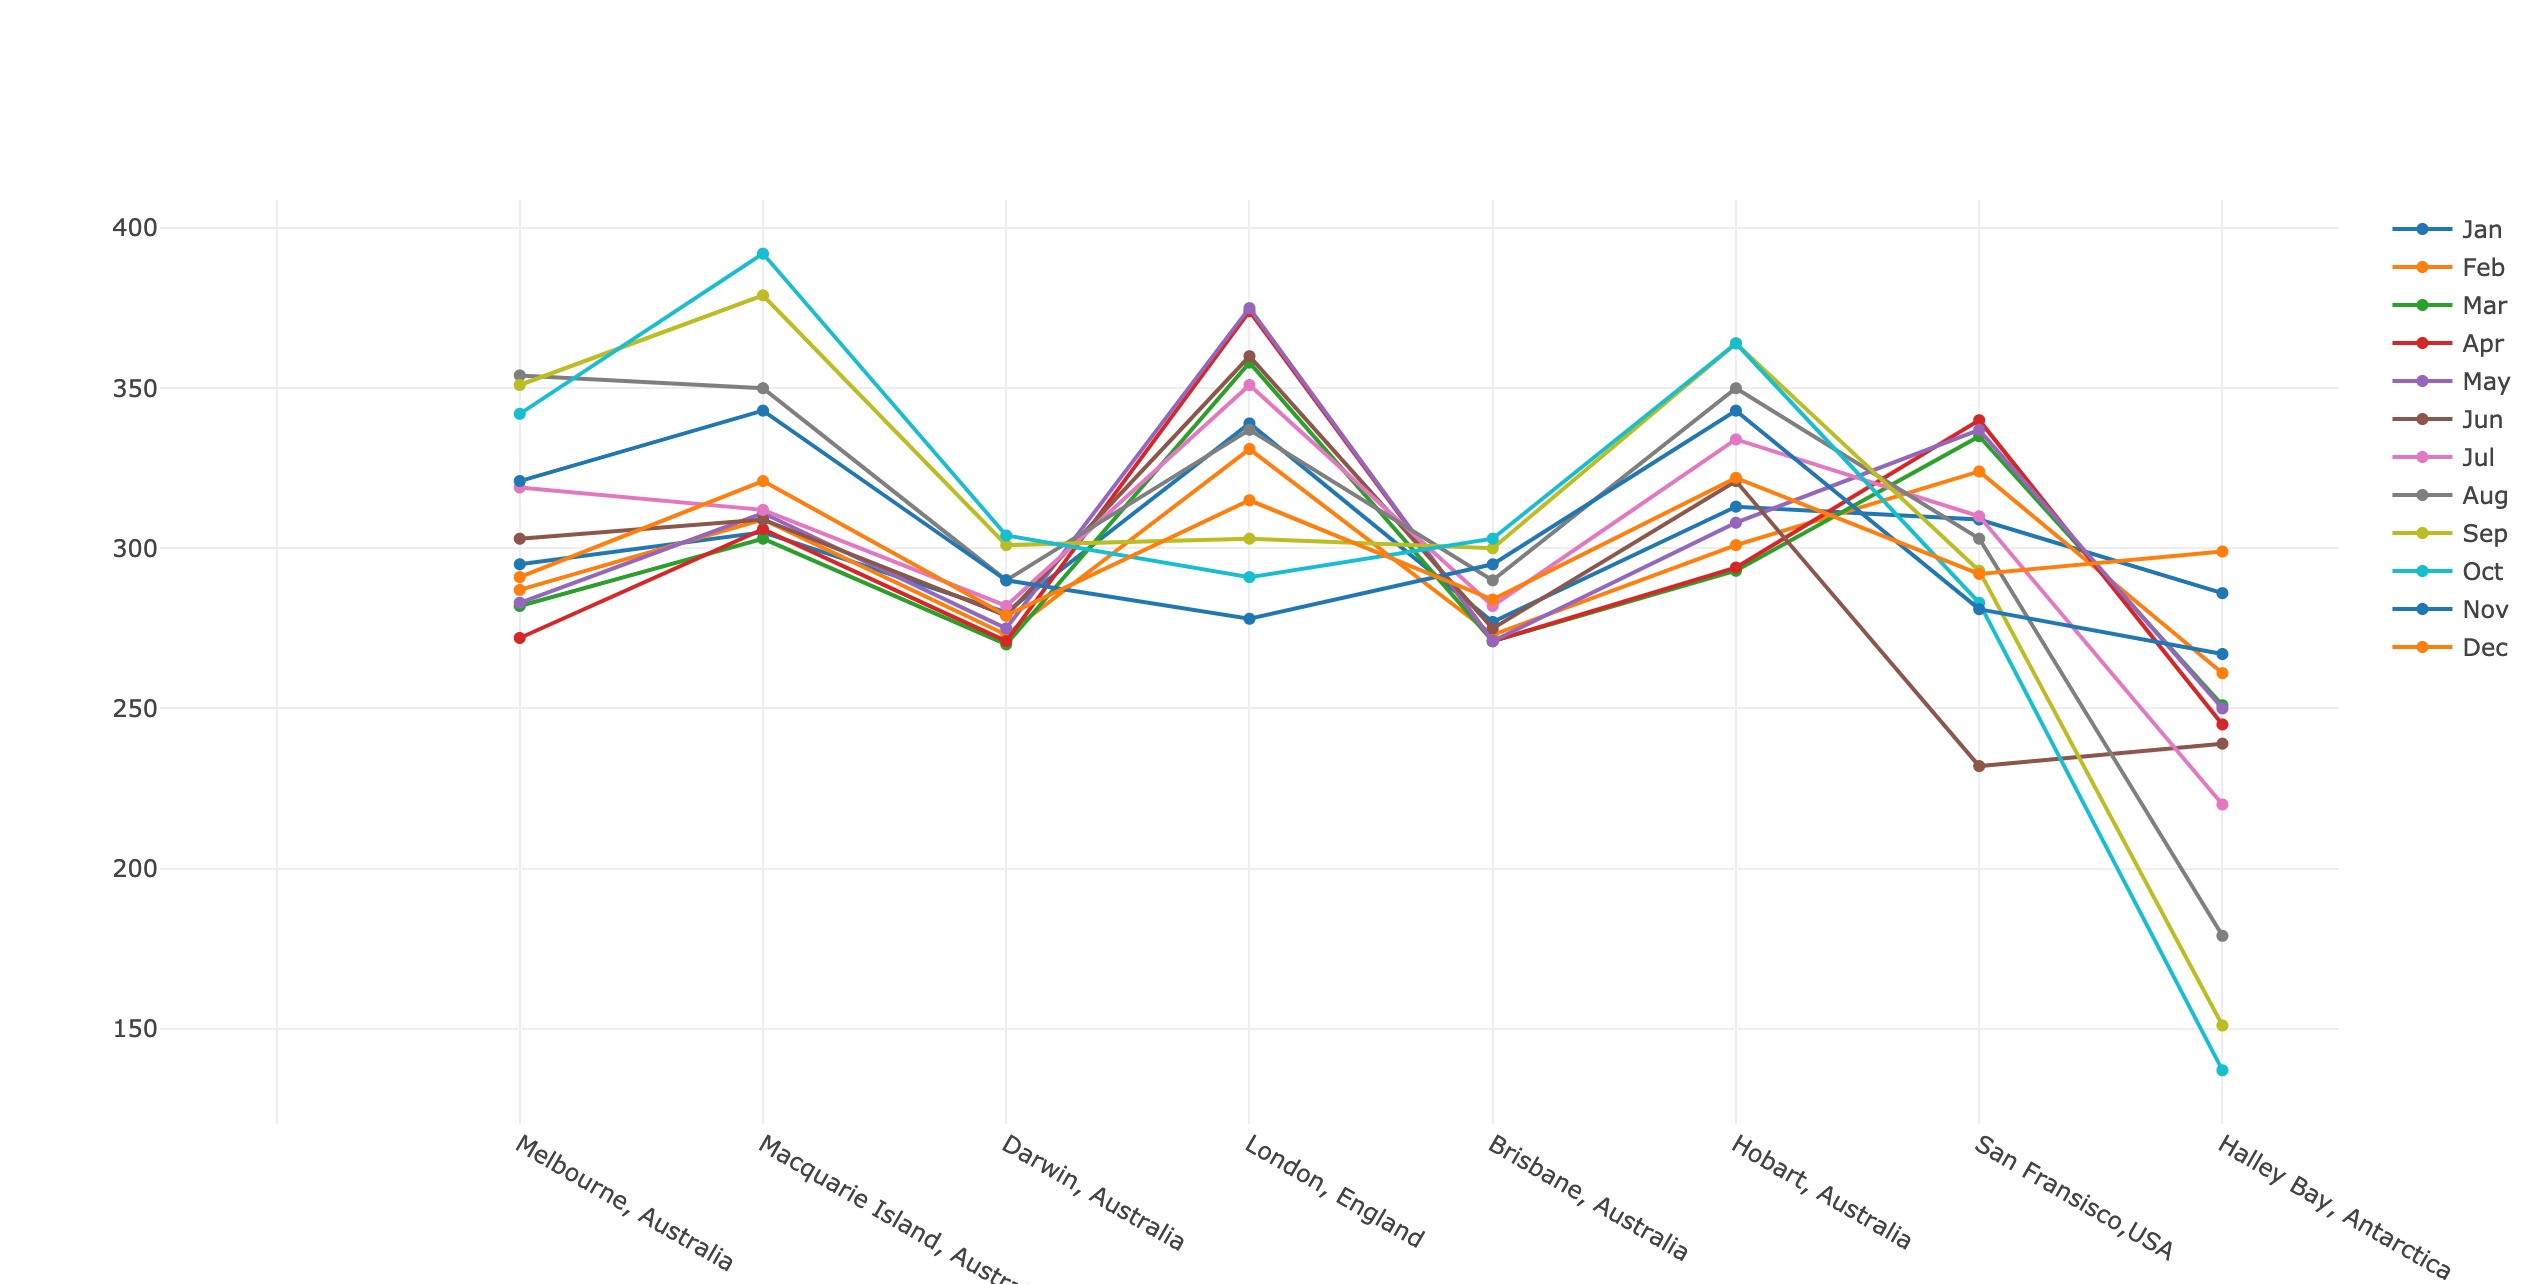 400
350
300
250
200
150
Melbourne, Australia
Macquarie Island,
Darwin, Australia
London, England
Brisbane, Australia
Hobart, Australia
San Fransisco,USA
Halley Bay, Antarctica
Jan
Feb
Mar
Apr
May
Jun
Jul
Aug
Sep
Oct
Nov
Dec